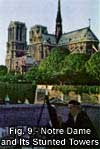 Fig. 9 - Notre Dame
and Its Stunted Towers